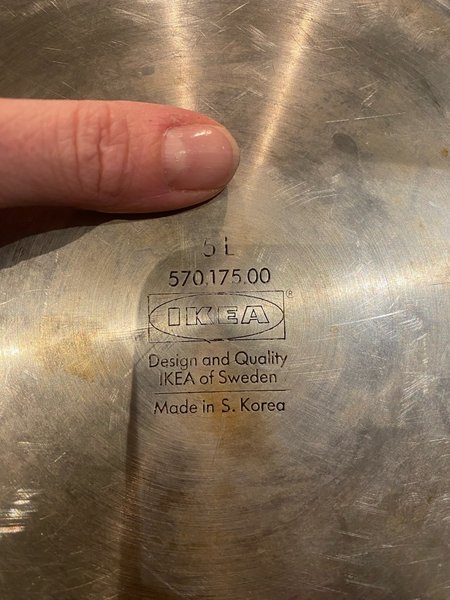 5 L
570.175.00
IKEA ®
Design and Quality
IKEA of Sweden
Made in S. Korea